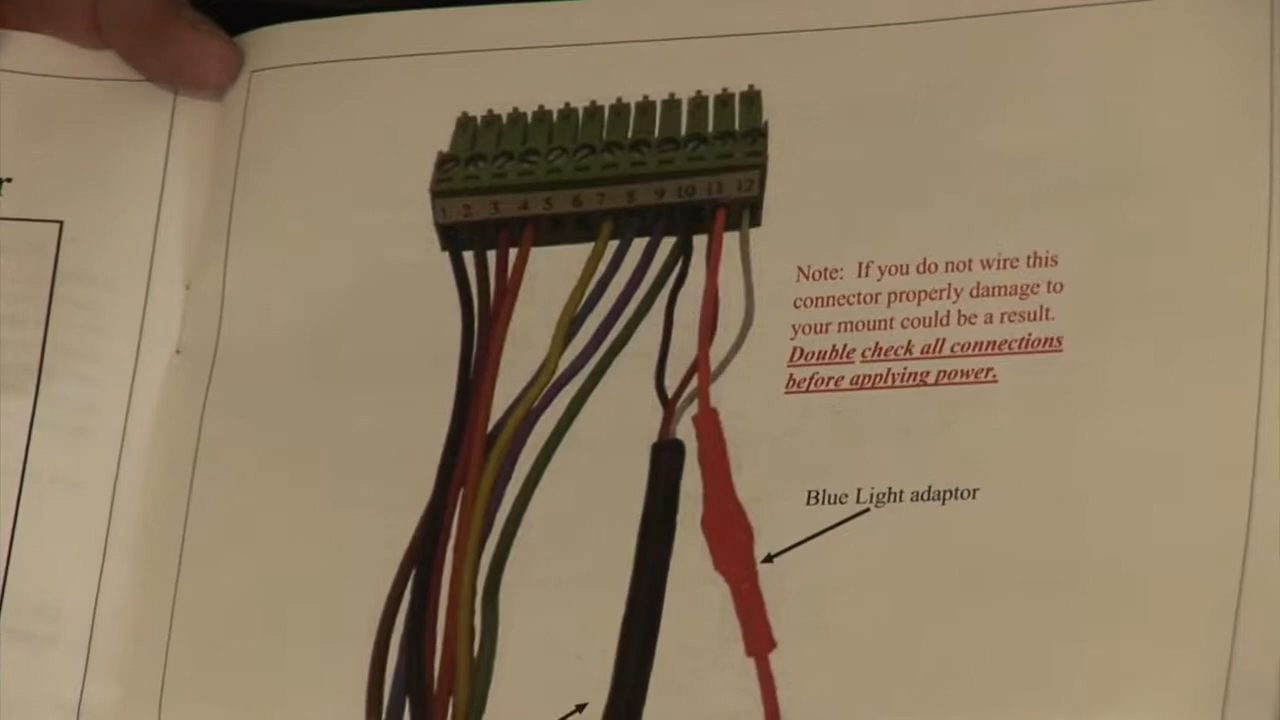 r
1 2 3 4 5 6 7 8 9 10 11 12
Note: If you do not wire this
connector properly damage to
your mount could be a result.
Double check all connections
before applying power.
Blue Light adaptor